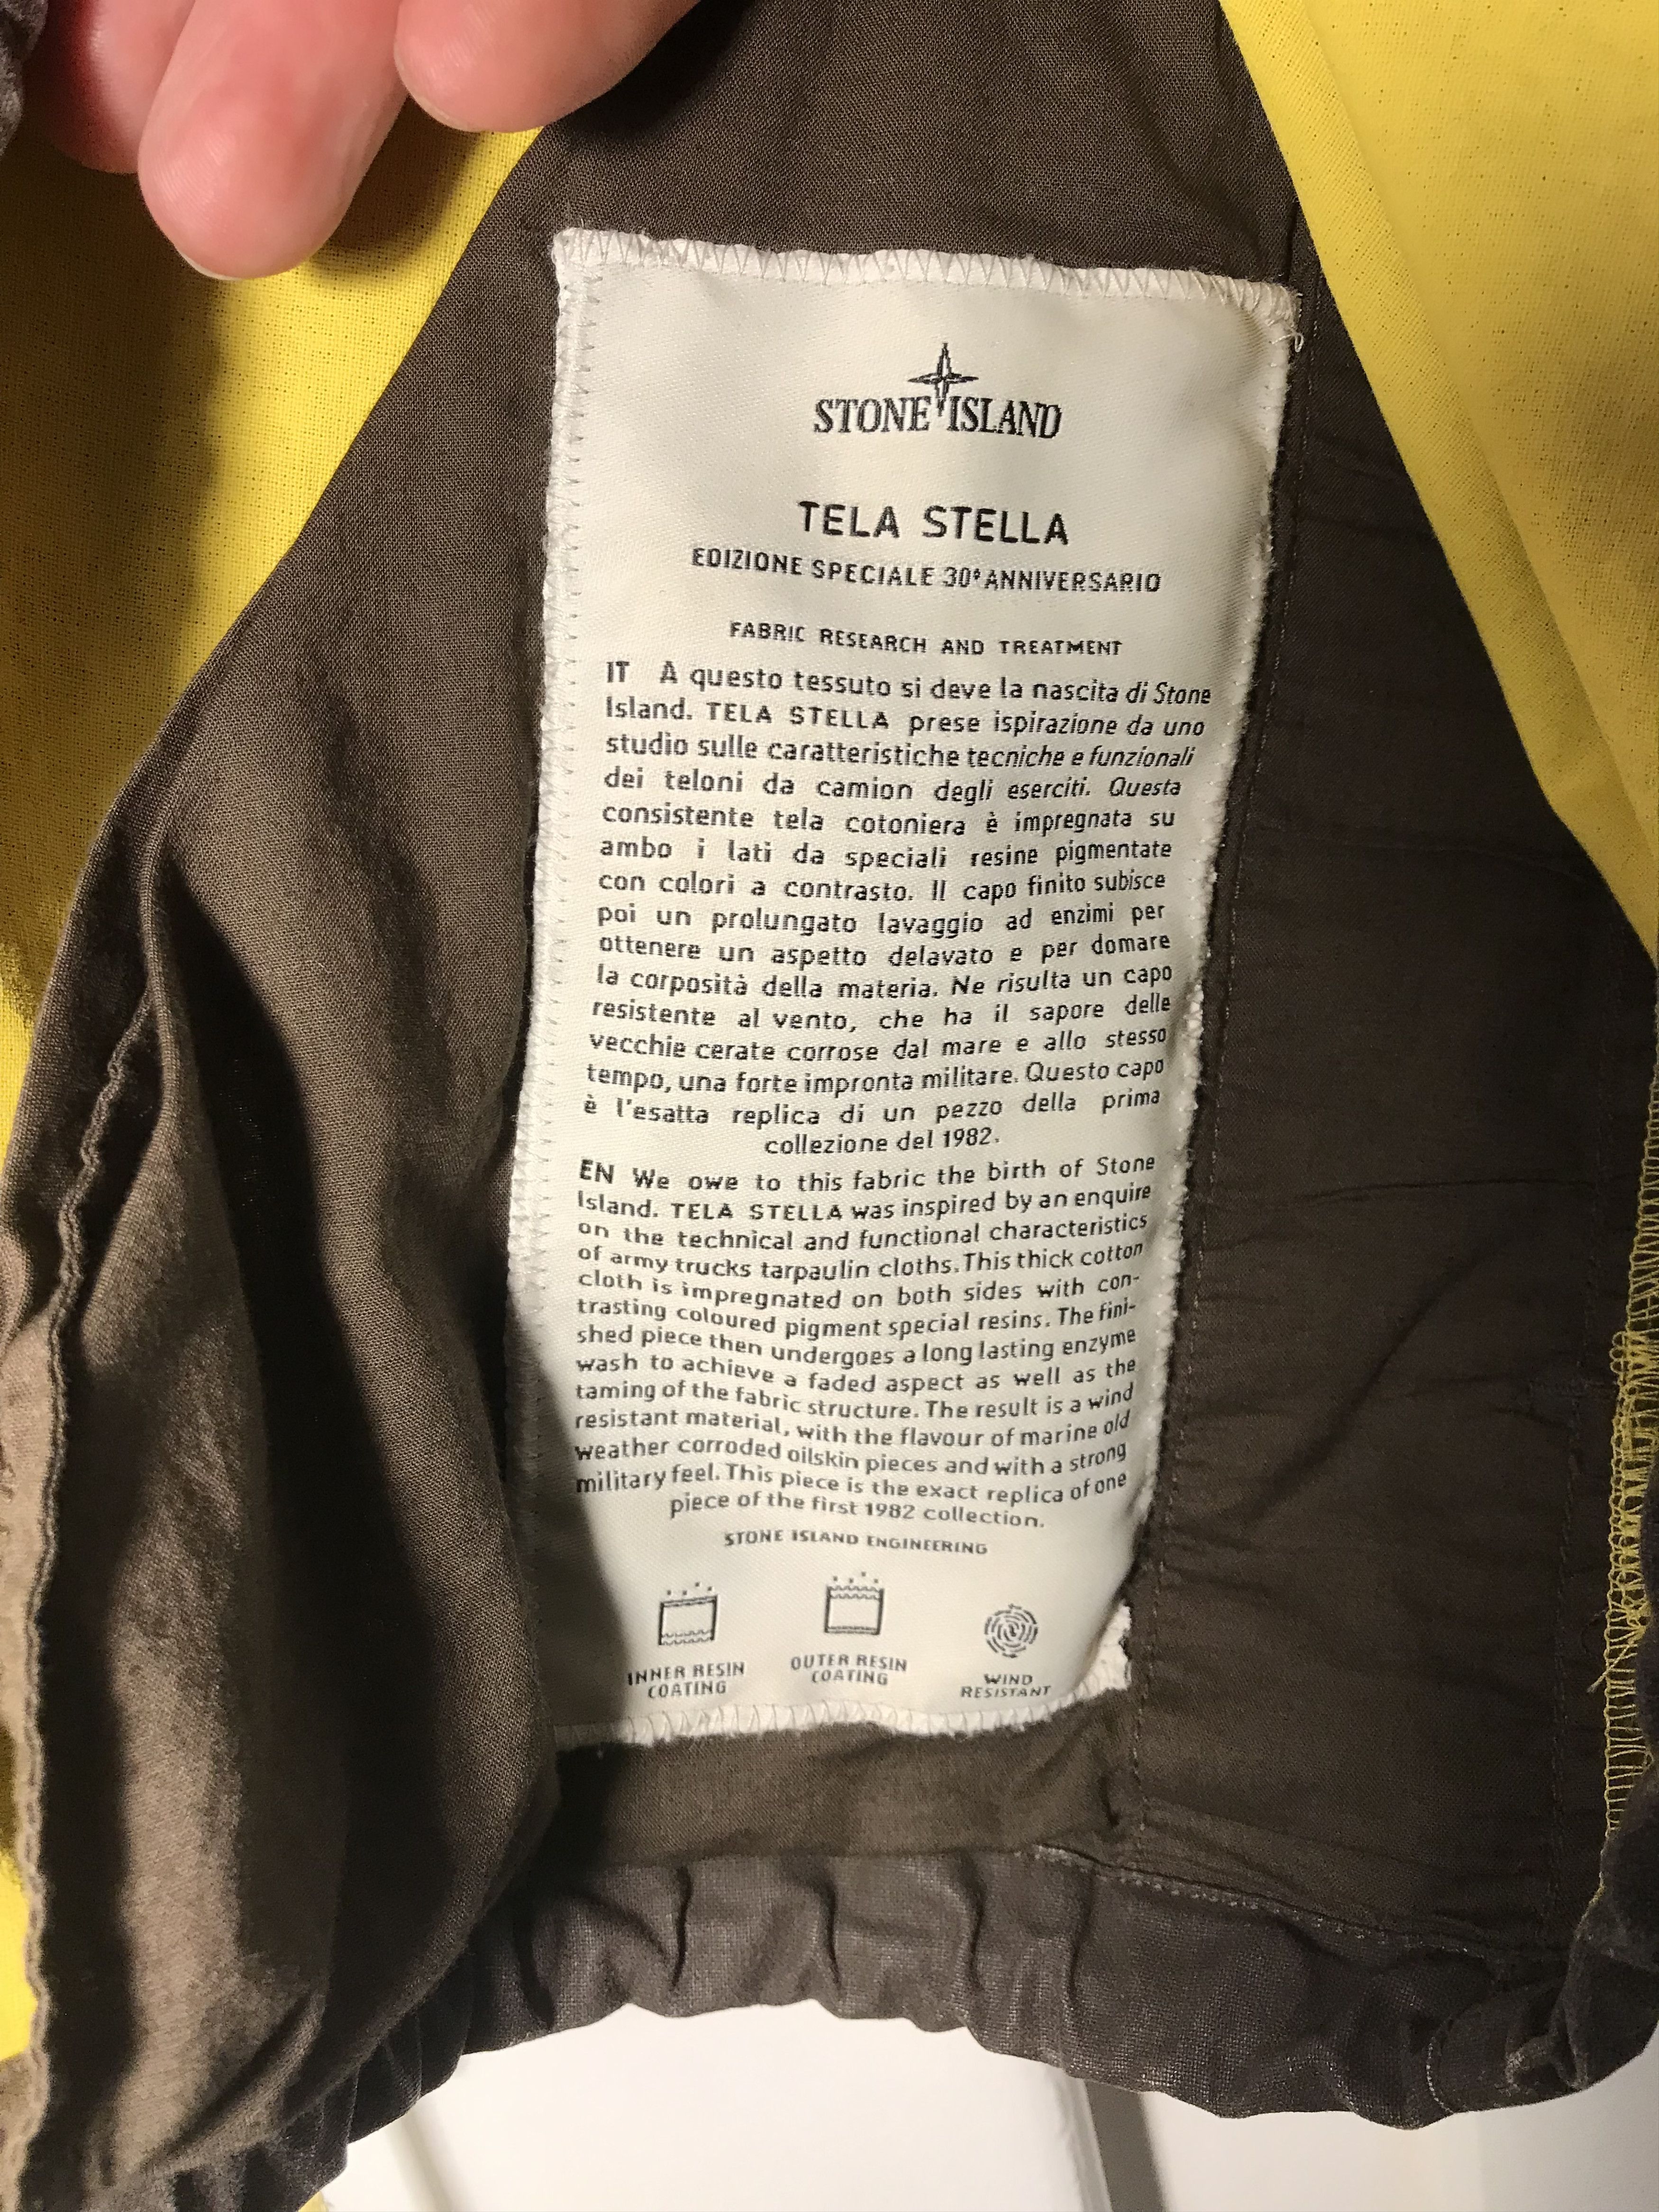 STONE ISLAND
TELA STELLA
EDIZIONE SPECIALE 30° ANNIVERSARIO
FABRIC RESEARCH AND TREATMENT
IT A questo tessuto si deve la nascita di Stone
Island. TELA STELLA prese ispirazione da uno
studio sulle caratteristiche tecniche e funzionali
dei teloni da camion degli eserciti. Questa
consistente tela cotoniera è impregnata su
ambo i lati da speciali resine pigmentate
con colori a contrasto. Il capo finito subisce
poi un prolungato lavaggio ad enzimi per
ottenere un aspetto delavato e per domare
la corposità della materia. Ne risulta un capo
resistente al vento, che ha il sapore delle
vecchie cerate corrose dal mare e allo stesso
tempo, una forte impronta militare. Questo capo
è l'esatta replica di un pezzo della prima
collezione del 1982.
EN We owe to this fabric the birth of Stone
Island. TELA STELLA was inspired by an enquire
on the technical and functional characteristics
of army trucks tarpaulin cloths. This thick cotton
cloth is impregnated on both sides with con-
trasting coloured pigment special resins. The fini-
shed piece then undergoes a long lasting enzyme
wash to achieve a faded aspect as well as the
taming of the fabric structure. The result is a wind
resistant material, with the flavour of marine old
weather corroded oilskin pieces and with a strong
military feel. This piece is the exact replica of one
piece of the first 1982 collection.
STONE ISLAND ENGINEERING
INNER RESIN
COATING
OUTER RESIN
COATING
WIND
RESISTANT